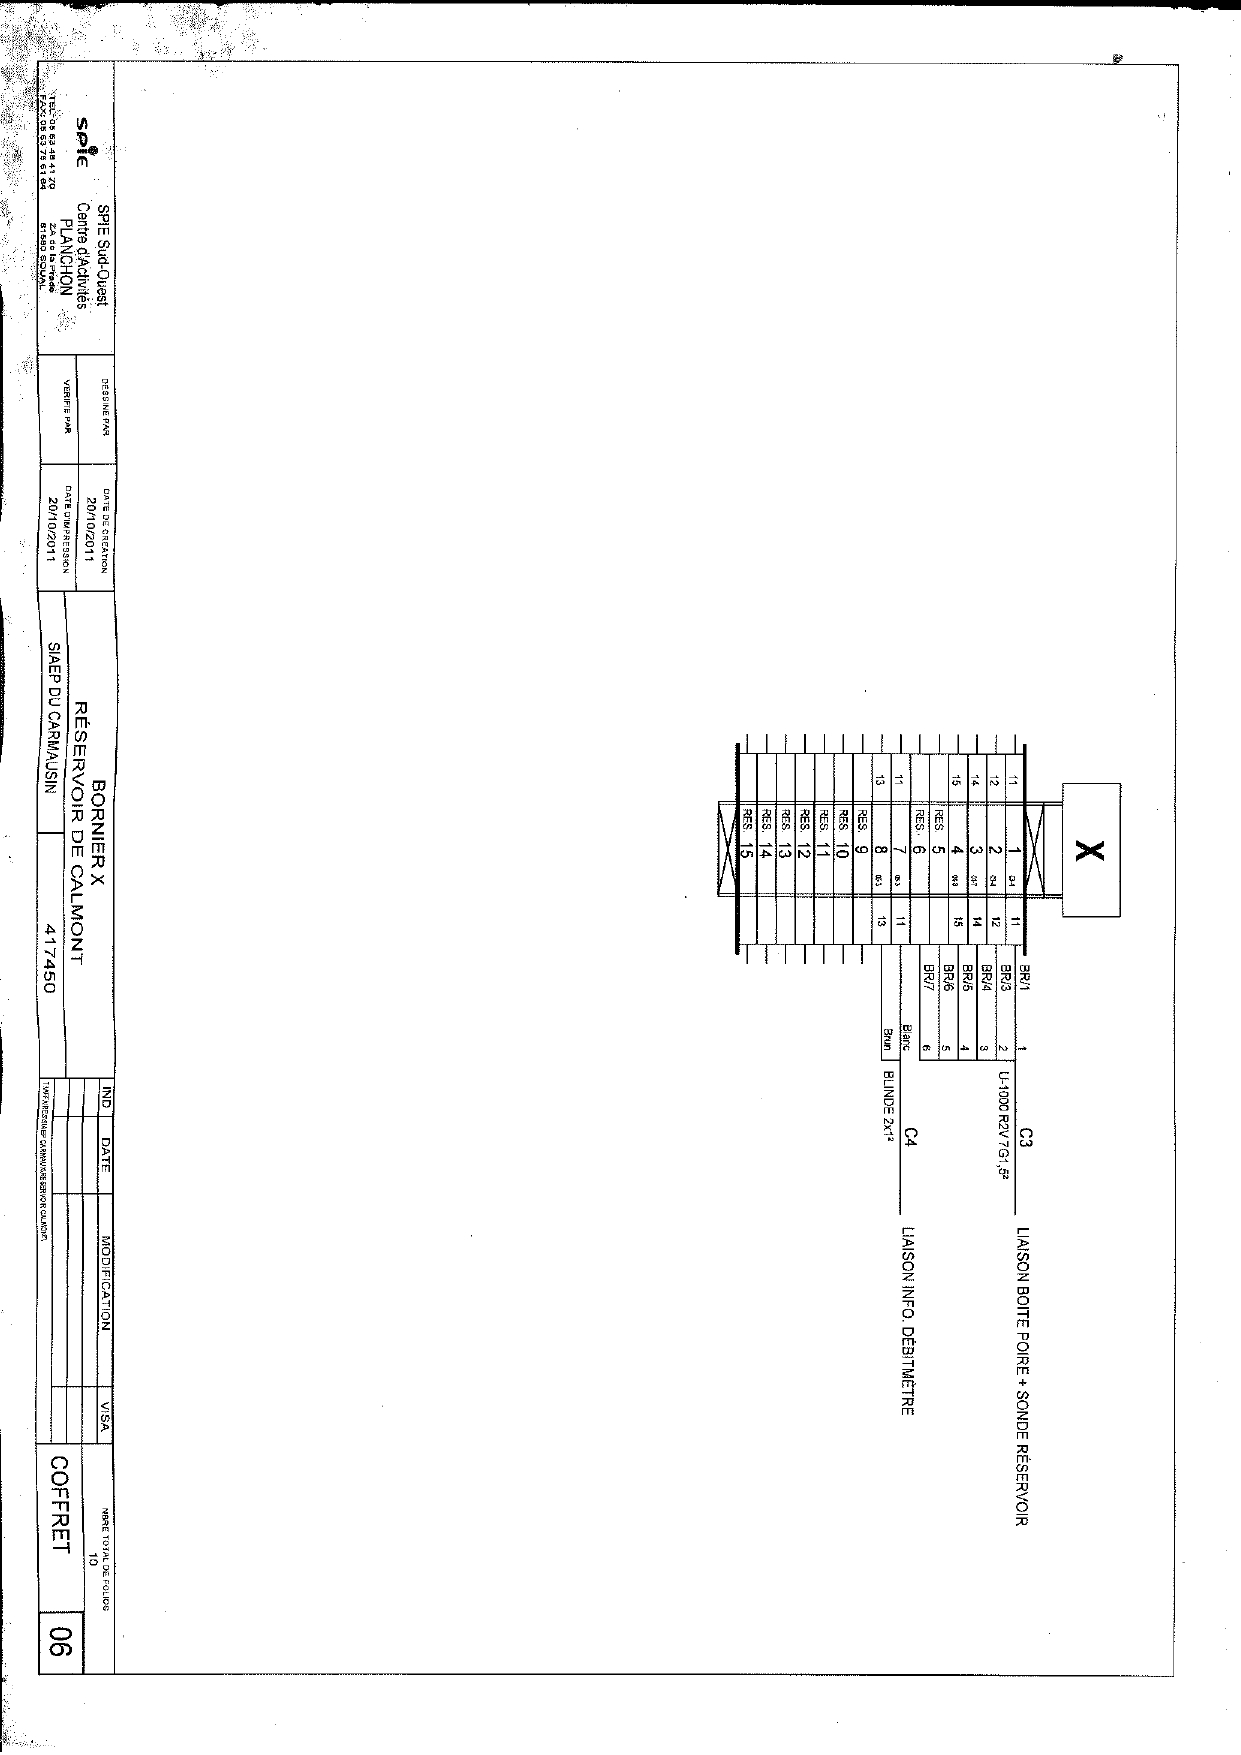 X
11 1 11 BR/1 1
12 2 12 BR/3 2
14 3 14 BR/4 3
15 4 15 BR/5 4
RES. 5 BR/6 5
RES. 6 BR/7 6
11 7 11 Blanc
13 8 13 Brun
RES. 9
RES. 10
RES. 11
RES. 12
RES. 13
RES. 14
RES. 15
C3
U-1000 R2V 7G1,5²
LIAISON BOITE POIRE + SONDE RÉSERVOIR
C4
BLINDE 2x1²
LIAISON INFO. DÉBITMÈTRE
spie
TEL: 05 63 48 41 70
FAX: 05 63 78 61 84
SPIE Sud-Ouest
Centre d'Activités
PLANCHON
ZA de la Prade
81580 SOUAL
DESSINE PAR
VERIFIE PAR
DATE DE CREATION
20/10/2011
DATE D'IMPRESSION
20/10/2011
BORNIER X
RÉSERVOIR DE CALMONT
SIAEP DU CARMAUSIN
417450
IND DATE MODIFICATION VISA
NBRE TOTAL DE FOLIOS
10
COFFRET
06